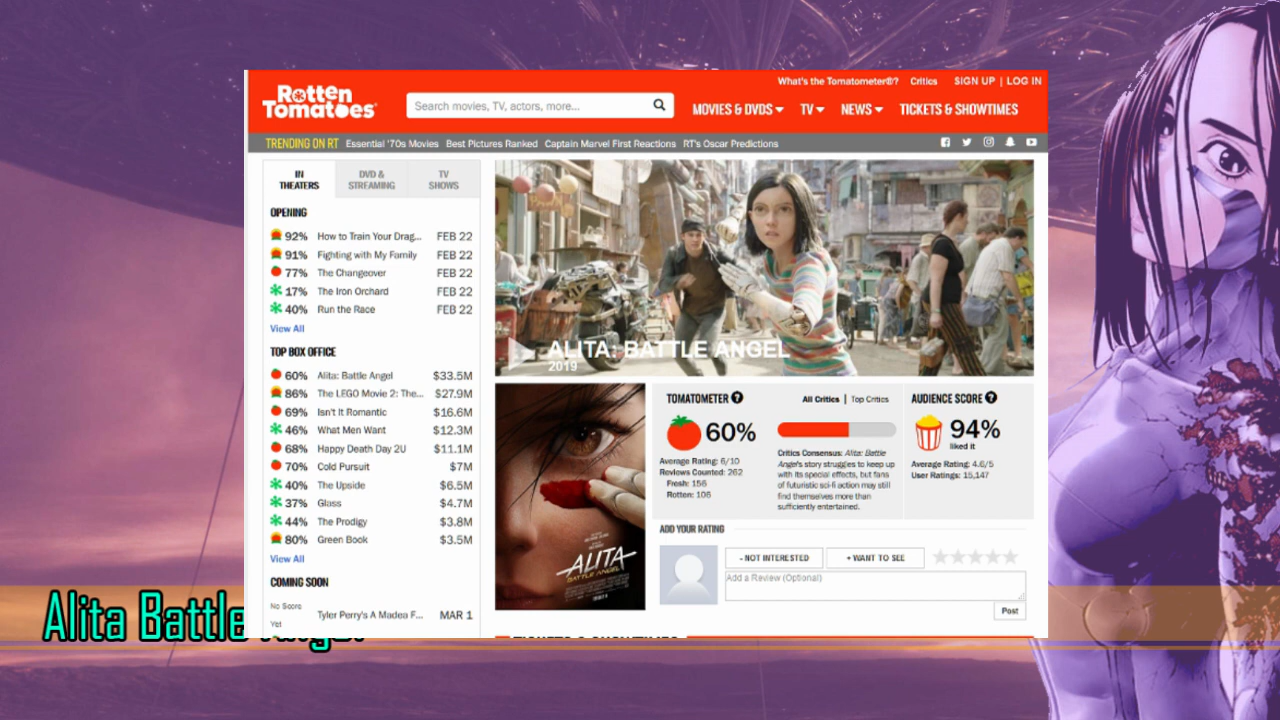 What's the Tomatometer®?
Critics
SIGN UP | LOG IN
Rotten
Tomatoes
Search movies, TV, actors, more...
MOVIES & DVDS
TV
NEWS
TICKETS & SHOWTIMES
TRENDING ON RT
Essential '70s Movies
Best Pictures Ranked
Captain Marvel First Reactions
RT's Oscar Predictions
IN
THEATERS
DVD &
STREAMING
TV
SHOWS
OPENING
92% How to Train Your Drag... FEB 22
91% Fighting with My Family FEB 22
77% The Changeover FEB 22
17% The Iron Orchard FEB 22
40% Run the Race FEB 22
View All
TOP BOX OFFICE
60% Alita: Battle Angel $33.5M
86% The LEGO Movie 2: The... $27.9M
69% Isn't It Romantic $16.6M
46% What Men Want $12.3M
68% Happy Death Day 2U $11.1M
70% Cold Pursuit $7M
40% The Upside $6.5M
37% Glass $4.7M
44% The Prodigy $3.8M
80% Green Book $3.5M
View All
COMING SOON
No Score
Yet
Tyler Perry's A Madea F... MAR 1
ALITA: BATTLE ANGEL
2019
ALITA
BATTLE ANGEL
TOMATOMETER
All Critics | Top Critics
60%
Average Rating: 6/10
Reviews Counted: 262
Fresh: 156
Rotten: 106
Critics Consensus: Alita: Battle
Angel's story struggles to keep up
with its special effects, but fans
of futuristic sci-fi action may still
find themselves more than
sufficiently entertained.
AUDIENCE SCORE
94%
liked it
Average Rating: 4.6/5
User Ratings: 15,147
ADD YOUR RATING
- NOT INTERESTED
+ WANT TO SEE
Add a Review (Optional)
Post
TICKETS & SHOWTIMES
Alita Battle Angel